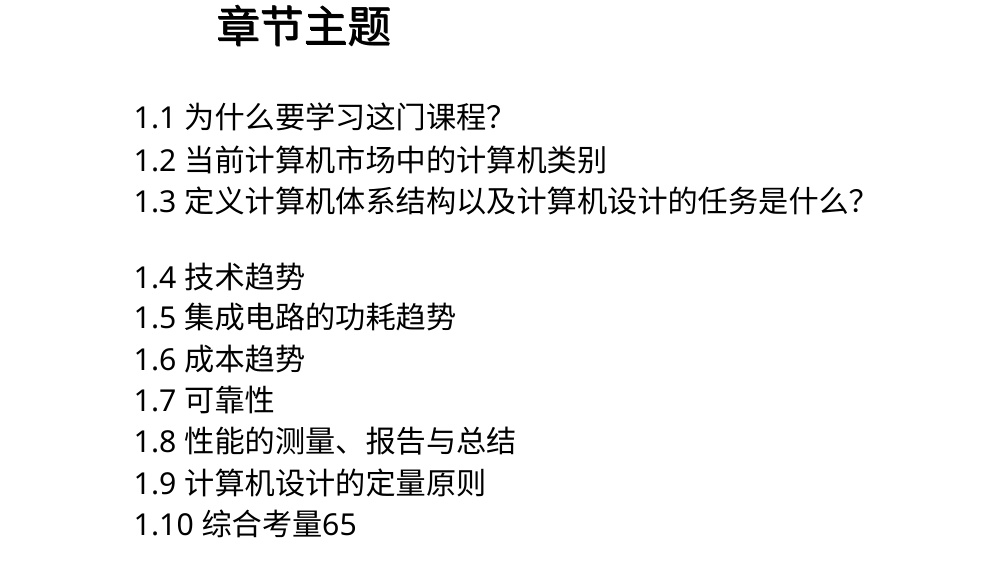 章节主题
1.1 为什么要学习这门课程?
1.2 当前计算机市场中的计算机类别
1.3 定义计算机体系结构以及计算机设计的任务是什么?
1.4 技术趋势
1.5 集成电路的功耗趋势
1.6 成本趋势
1.7 可靠性
1.8 性能的测量、报告与总结
1.9 计算机设计的定量原则
1.10 综合考量65